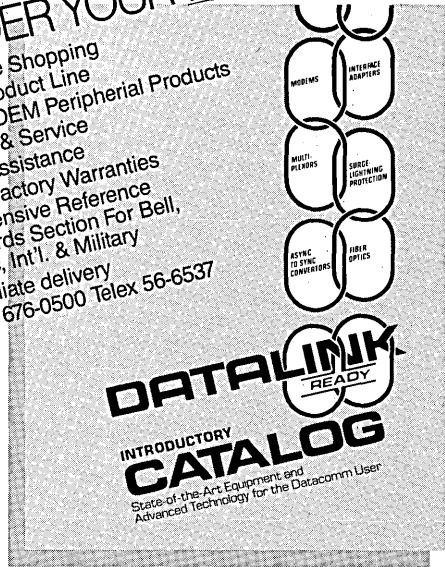 DER YOUR
Shopping
oduct Line
OEM Peripherial Products
& Service
ssistance
actory Warranties
ensive Reference
rds Section For Bell,
Int'l. & Military
iate delivery
676-0500 Telex 56-6537
MODEMS
INTERFACE
ADAPTERS
MULTI-
PLEXORS
SURGE-
LIGHTNING
PROTECTION
ASYNC
TO SYNC
CONVERTORS
FIBER
OPTICS
DATALINK
READY
INTRODUCTORY
CATALOG
State-of-the-Art Equipment and
Advanced Technology for the Datacomm User